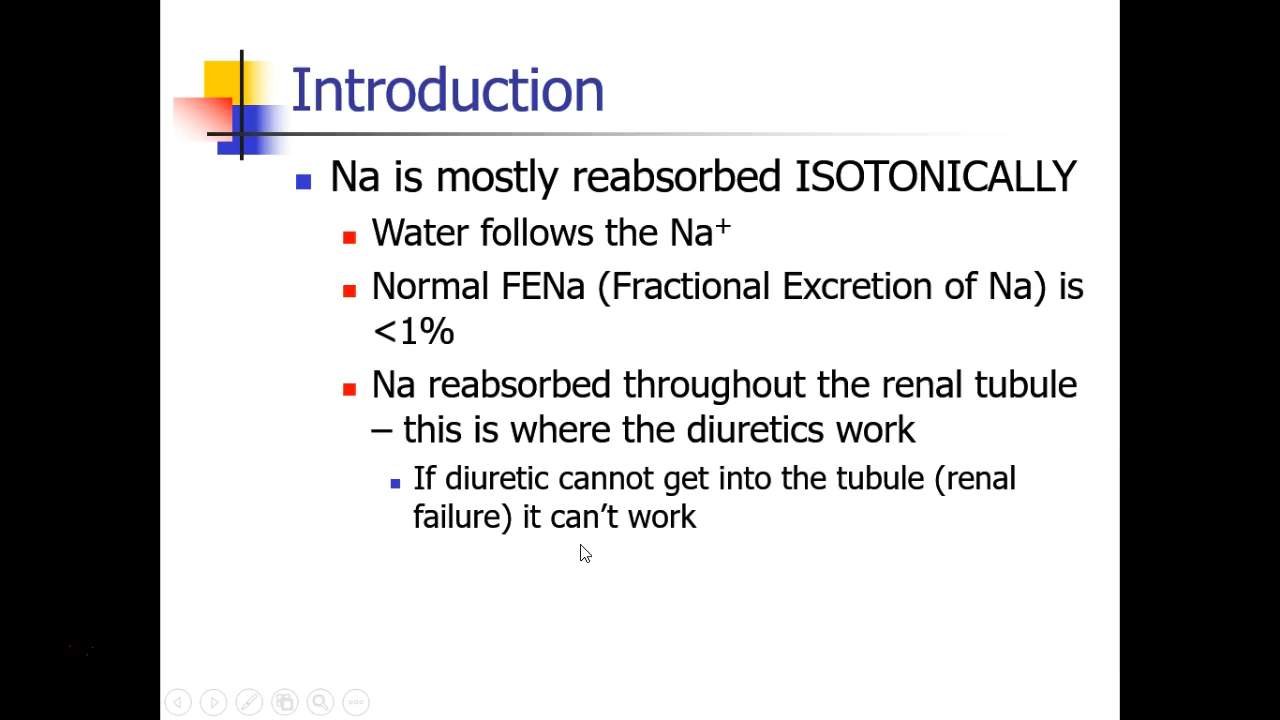 Introduction
Na is mostly reabsorbed ISOTONICALLY
Water follows the Na⁺
Normal FENa (Fractional Excretion of Na) is
<1%
Na reabsorbed throughout the renal tubule
– this is where the diuretics work
If diuretic cannot get into the tubule (renal
failure) it can’t work